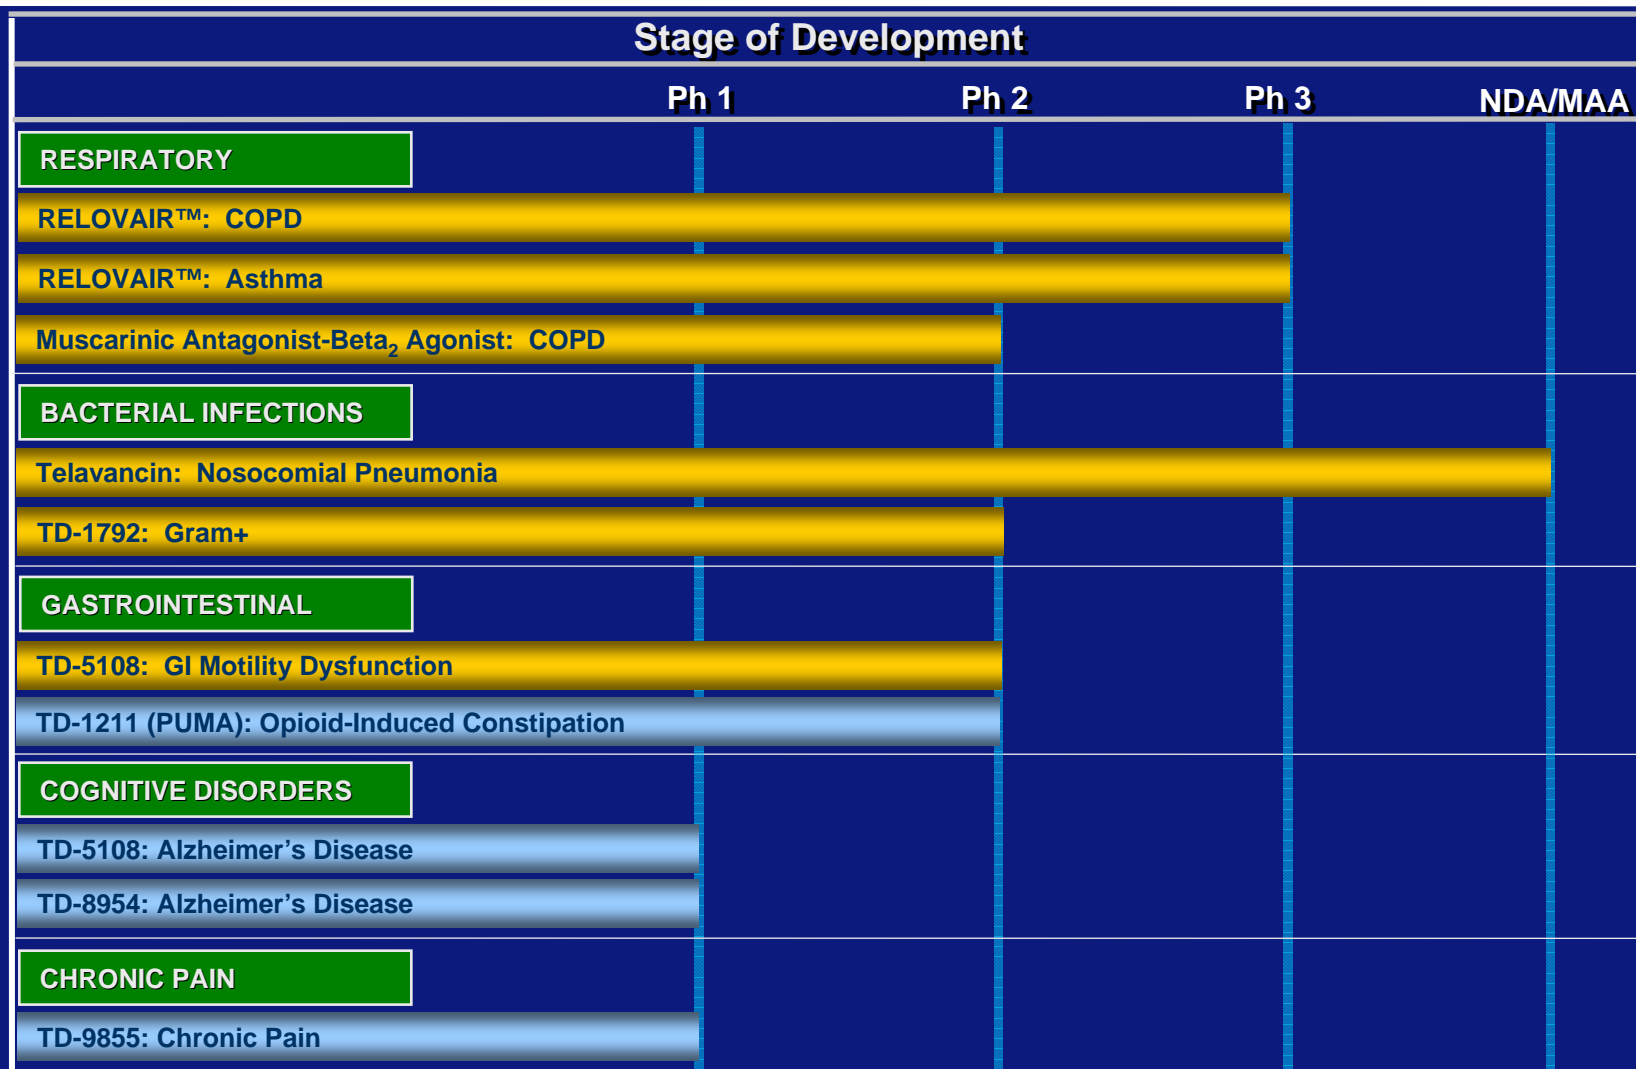 Stage of Development
Ph 1 Ph 2 Ph 3 NDA/MAA
RESPIRATORY
RELOVAIR™: COPD
RELOVAIR™: Asthma
Muscarinic Antagonist-Beta₂ Agonist: COPD
BACTERIAL INFECTIONS
Telavancin: Nosocomial Pneumonia
TD-1792: Gram+
GASTROINTESTINAL
TD-5108: GI Motility Dysfunction
TD-1211 (PUMA): Opioid-Induced Constipation
COGNITIVE DISORDERS
TD-5108: Alzheimer’s Disease
TD-8954: Alzheimer’s Disease
CHRONIC PAIN
TD-9855: Chronic Pain